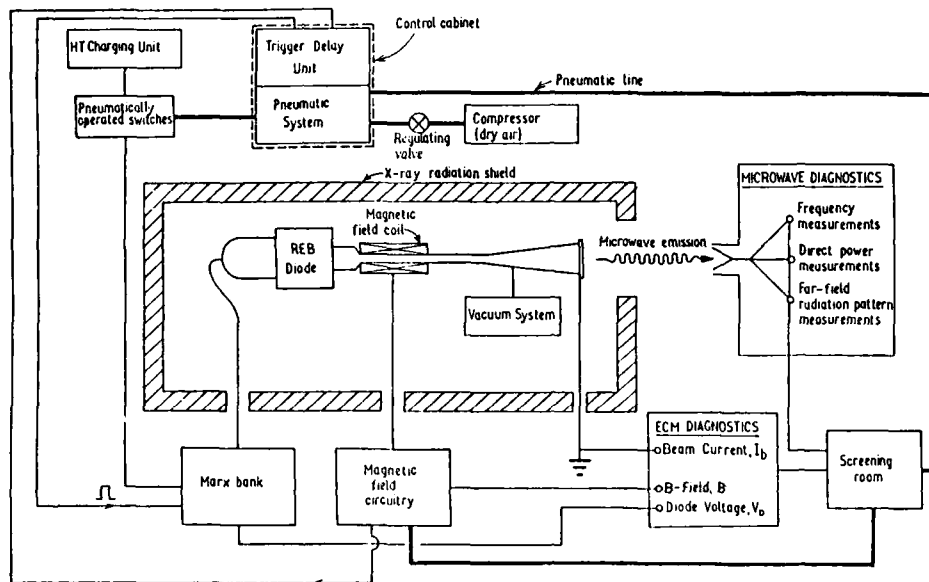 Control cabinet
HT Charging Unit
Trigger Delay
Unit
Pneumatic line
Pneumatically
operated switches
Pneumatic
System
Compressor
(dry air)
Regulating
valve
X-ray radiation shield
MICROWAVE DIAGNOSTICS
Magnetic
field coil
Frequency
measurements
REB
Diode
Microwave emission
Direct power
measurements
Far-field
radiation pattern
measurements
Vacuum System
ECM DIAGNOSTICS
Beam Current, I_b
Marx bank
Magnetic
field
circuitry
B-Field, B
Diode Voltage, V_D
Screening
room